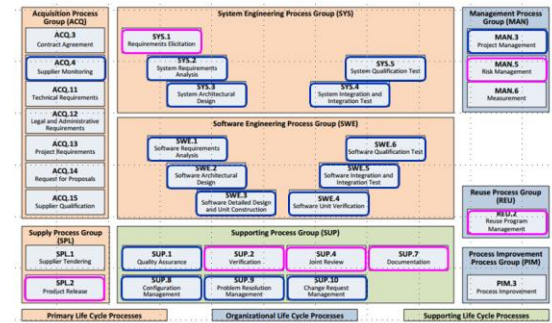 Acquisition Process
Group (ACQ)
ACQ.3
Contract Agreement
ACQ.4
Supplier Monitoring
ACQ.11
Technical Requirements
ACQ.12
Legal and Administrative
Requirements
ACQ.13
Project Requirements
ACQ.14
Request for Proposals
ACQ.15
Supplier Qualification
System Engineering Process Group (SYS)
SYS.1
Requirements Elicitation
SYS.2
System Requirements
Analysis
SYS.3
System Architectural
Design
SYS.5
System Qualification Test
SYS.4
System Integration and
Integration Test
Software Engineering Process Group (SWE)
SWE.1
Software Requirements
Analysis
SWE.2
Software Architectural
Design
SWE.3
Software Detailed Design
and Unit Construction
SWE.6
Software Qualification Test
SWE.5
Software Integration and
Integration Test
SWE.4
Software Unit Verification
Management Process
Group (MAN)
MAN.3
Project Management
MAN.5
Risk Management
MAN.6
Measurement
Reuse Process
Group (REU)
REU.2
Reuse Program
Management
Supply Process Group
(SPL)
SPL.1
Supplier Tendering
SPL.2
Product Release
Supporting Process Group (SUP)
SUP.1
Quality Assurance
SUP.2
Verification
SUP.4
Joint Review
SUP.7
Documentation
SUP.8
Configuration
Management
SUP.9
Problem Resolution
Management
SUP.10
Change Request
Management
Process Improvement
Process Group (PIM)
PIM.3
Process Improvement
Primary Life Cycle Processes
Organizational Life Cycle Processes
Supporting Life Cycle Processes